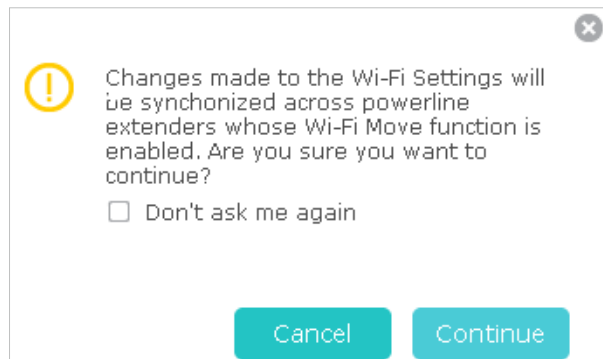 Changes made to the Wi-Fi Settings will
be synchonized across powerline
extenders whose Wi-Fi Move function is
enabled. Are you sure you want to
continue?
Don't ask me again
Cancel
Continue